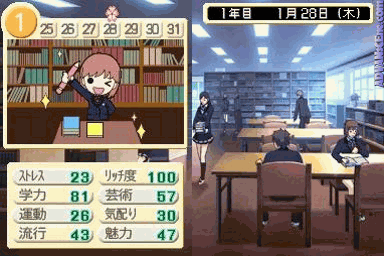 1
25 26 27 28 29 30 31
ストレス 23 リッチ度 100
学力 81 芸術 57
運動 26 気配り 30
流行 43 魅力 47
1年目 1月28日(木)